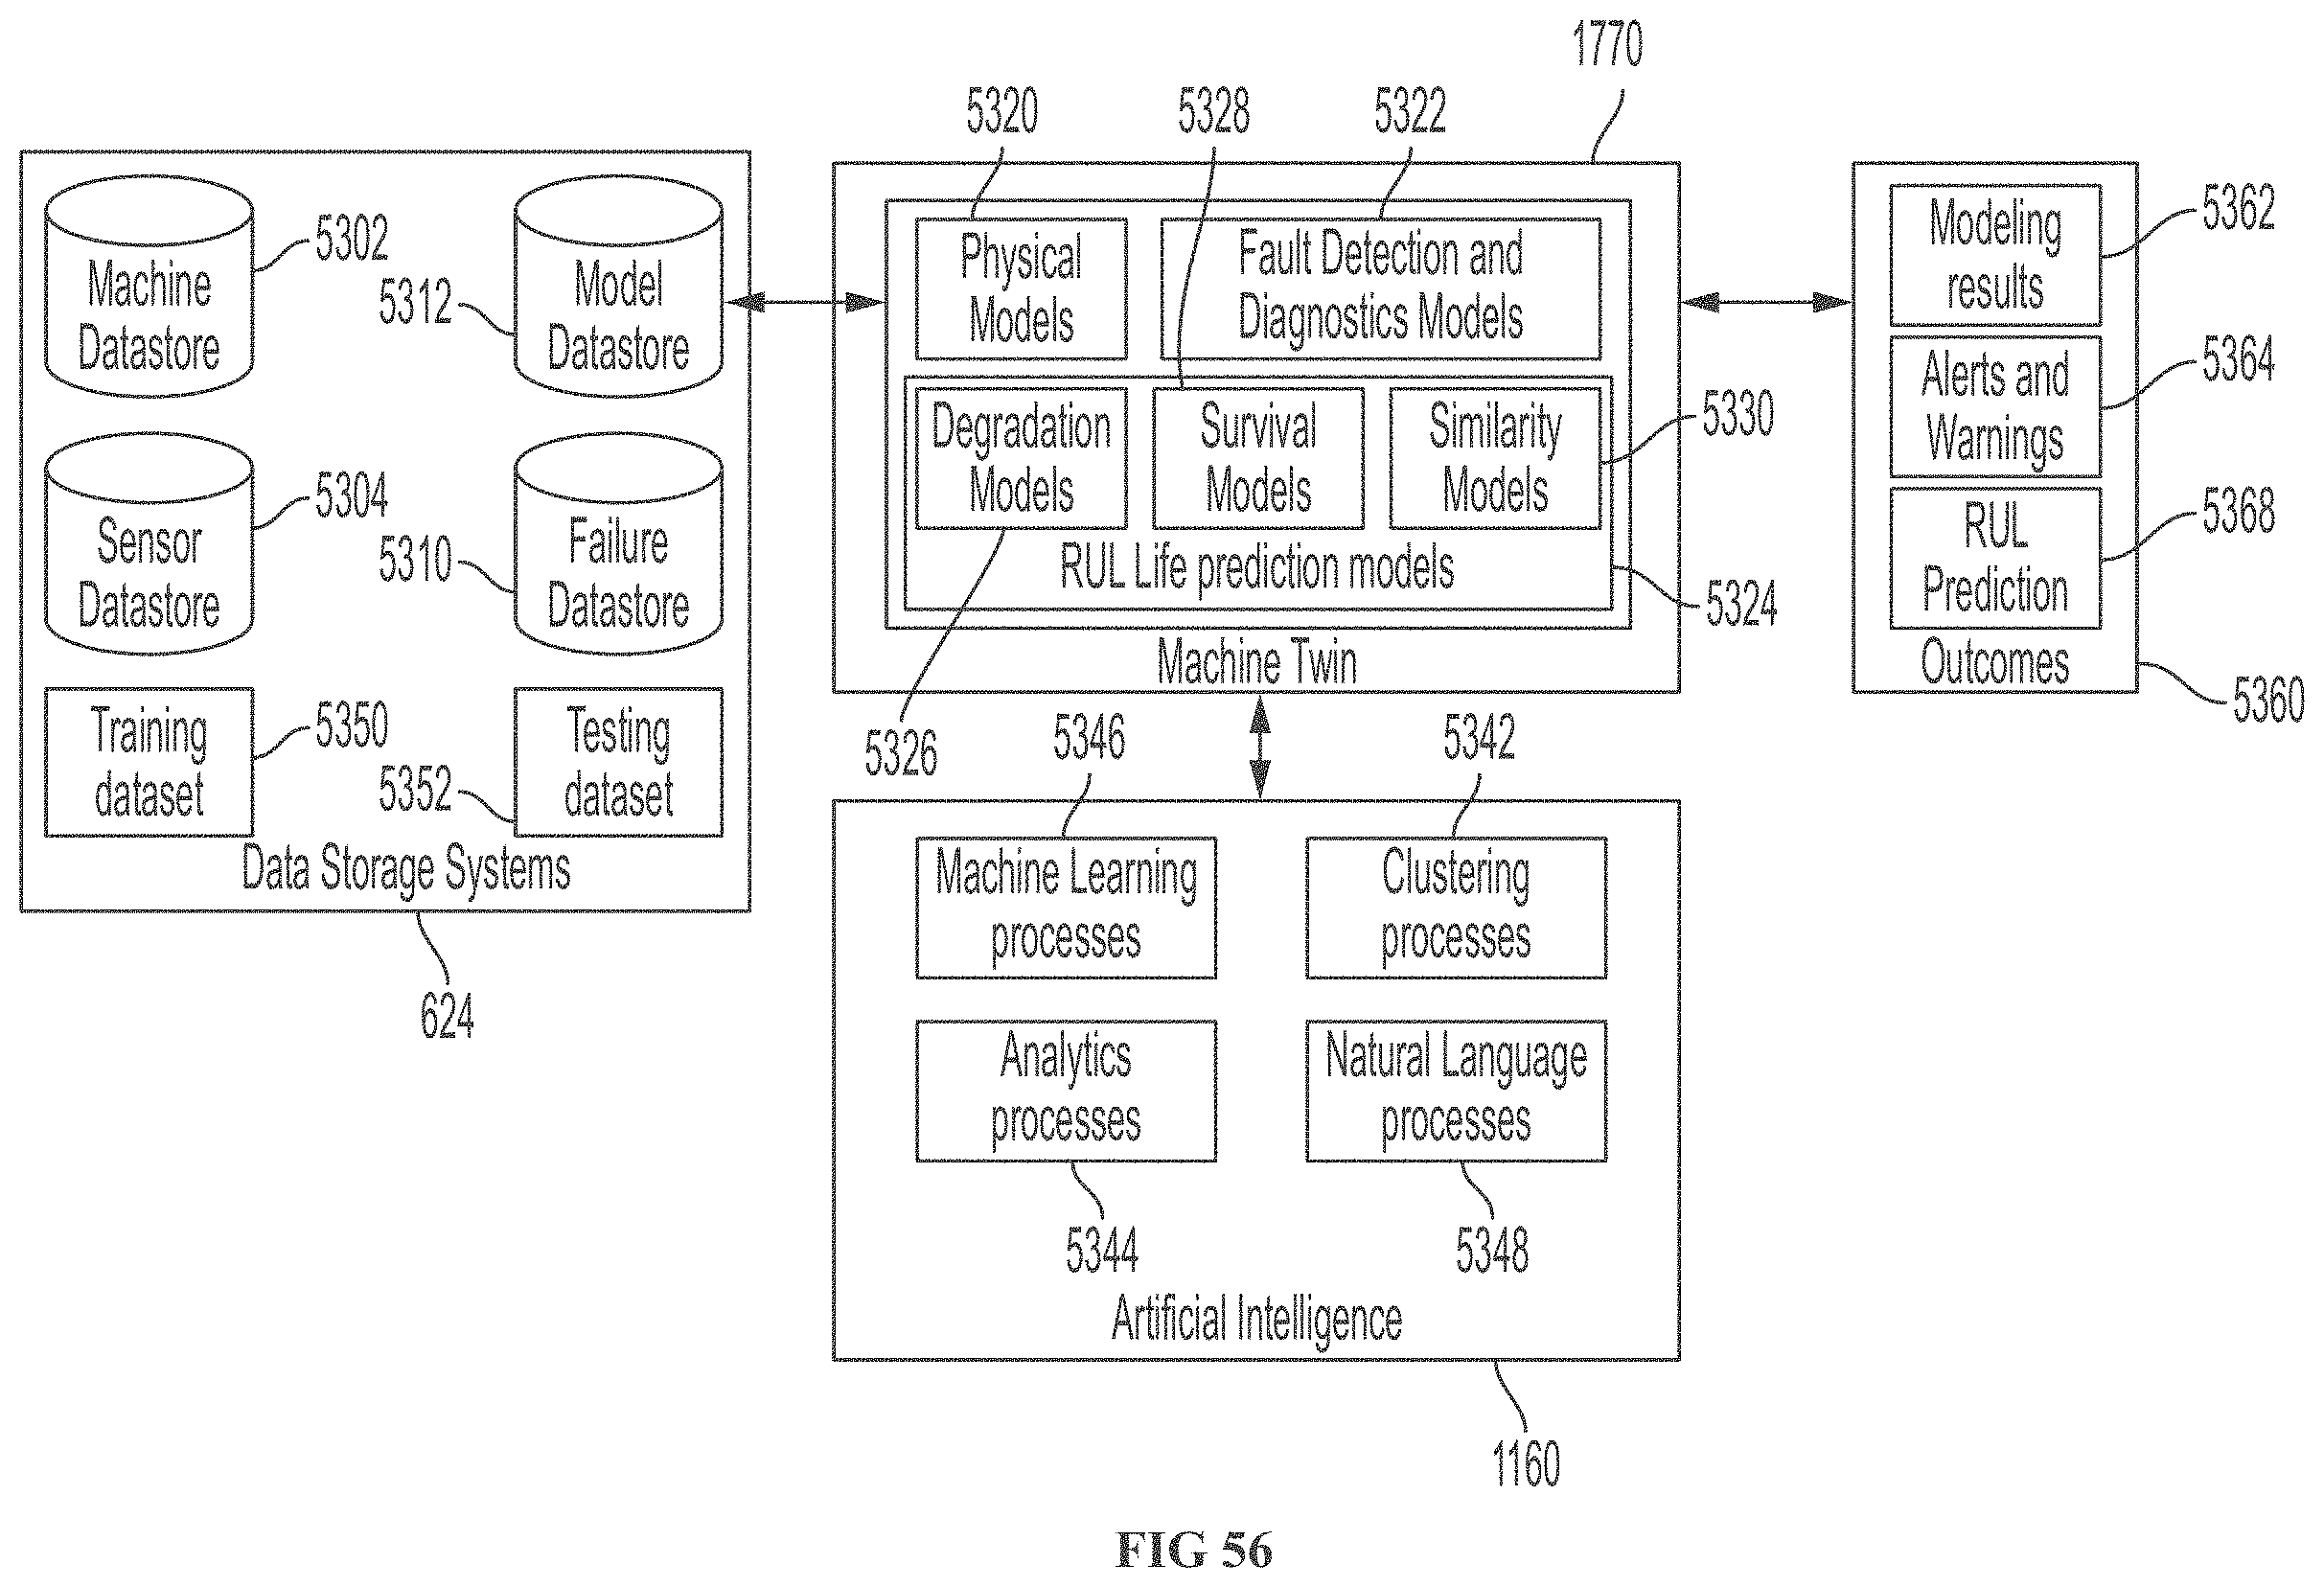 1770
5320
5328
5322
Machine
Datastore
5302
5312
Model
Datastore
Sensor
Datastore
5304
5310
Failure
Datastore
Training
dataset
5350
5352
Testing
dataset
Data Storage Systems
624
Physical
Models
Fault Detection and
Diagnostics Models
Degradation
Models
Survival
Models
Similarity
Models
5330
RUL Life prediction models
5324
Machine Twin
5326
Modeling
results
5362
Alerts and
Warnings
5364
RUL
Prediction
5368
Outcomes
5360
5346
5342
Machine Learning
processes
Clustering
processes
Analytics
processes
Natural Language
processes
5344
5348
Artificial Intelligence
1160
FIG 56